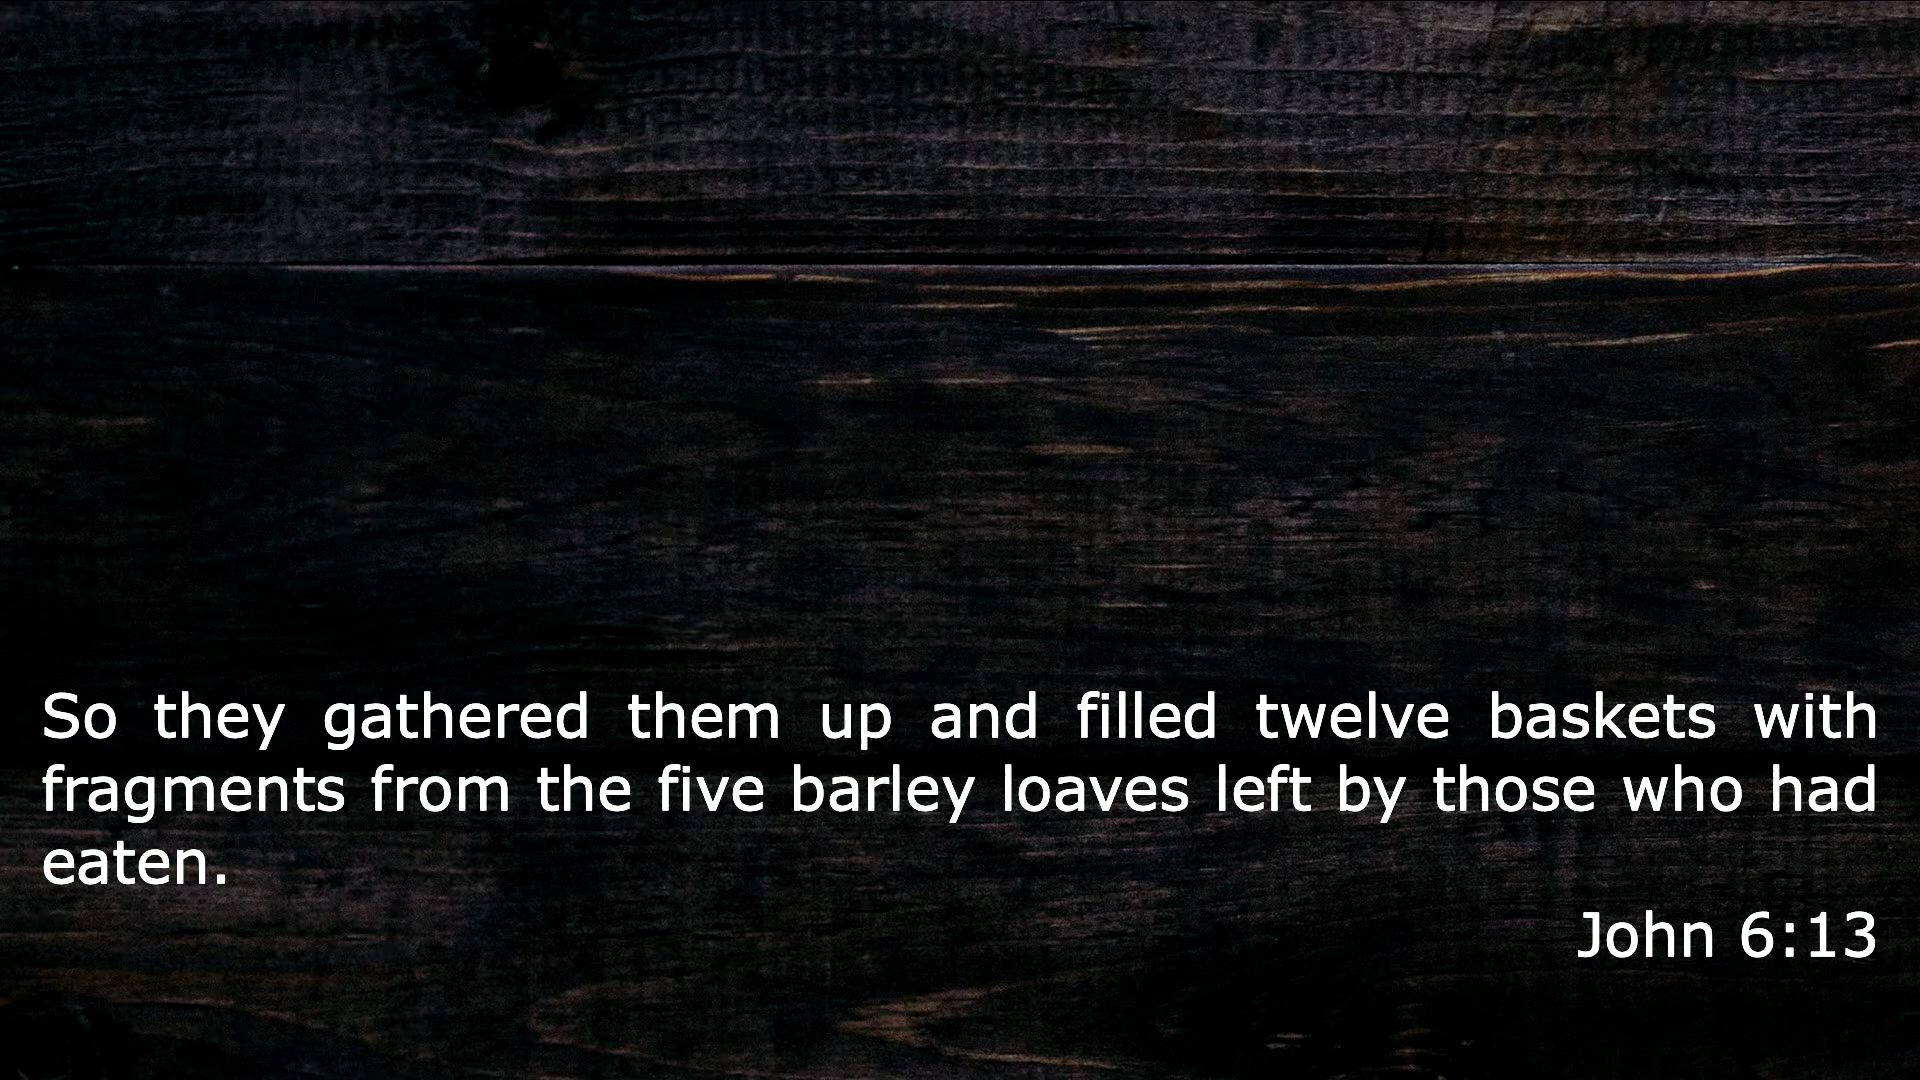 So they gathered them up and filled twelve baskets with
fragments from the five barley loaves left by those who had
eaten.
John 6:13